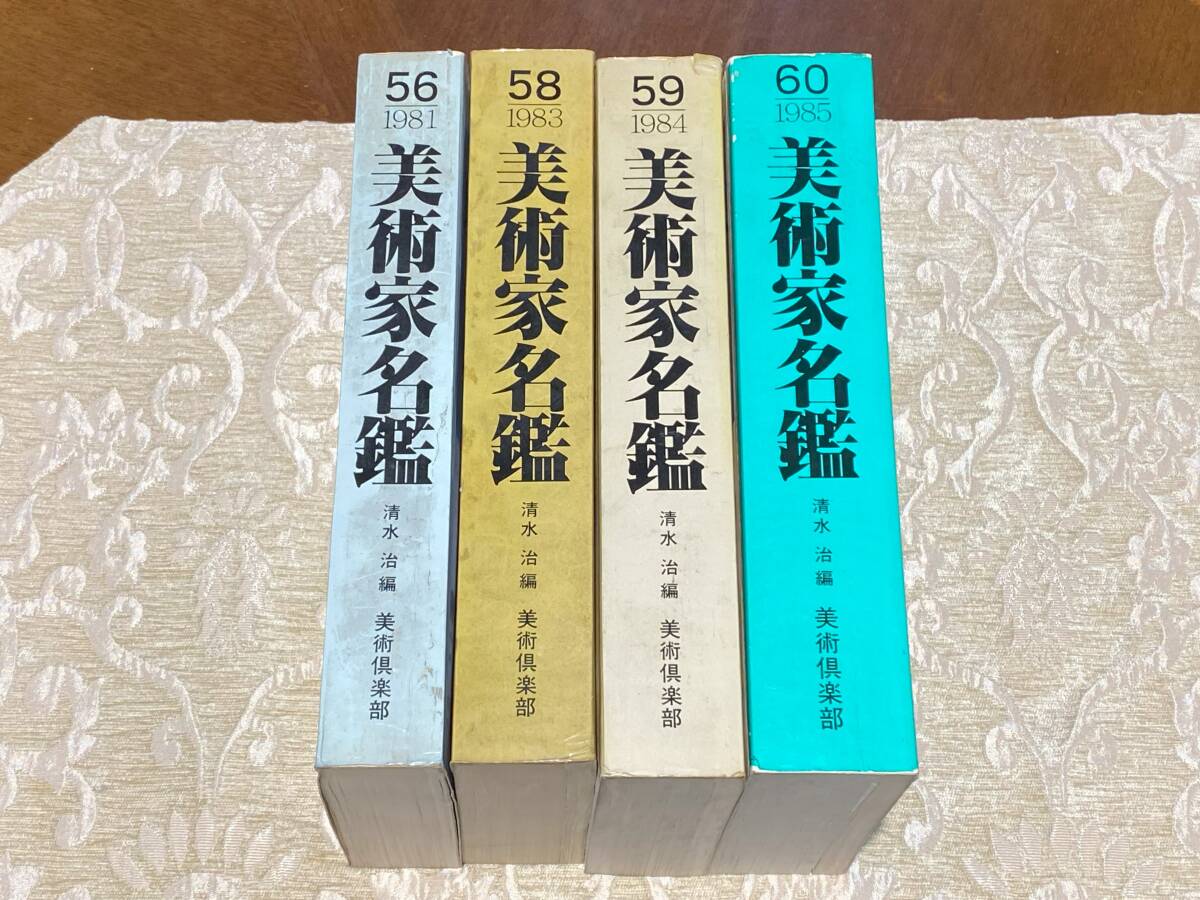 56
1981
美術家名鑑
清水 治編
美術倶楽部
58
1983
美術家名鑑
清水 治編
美術倶楽部
59
1984
美術家名鑑
清水 治編
美術倶楽部
60
1985
美術家名鑑
清水 治編
美術倶楽部